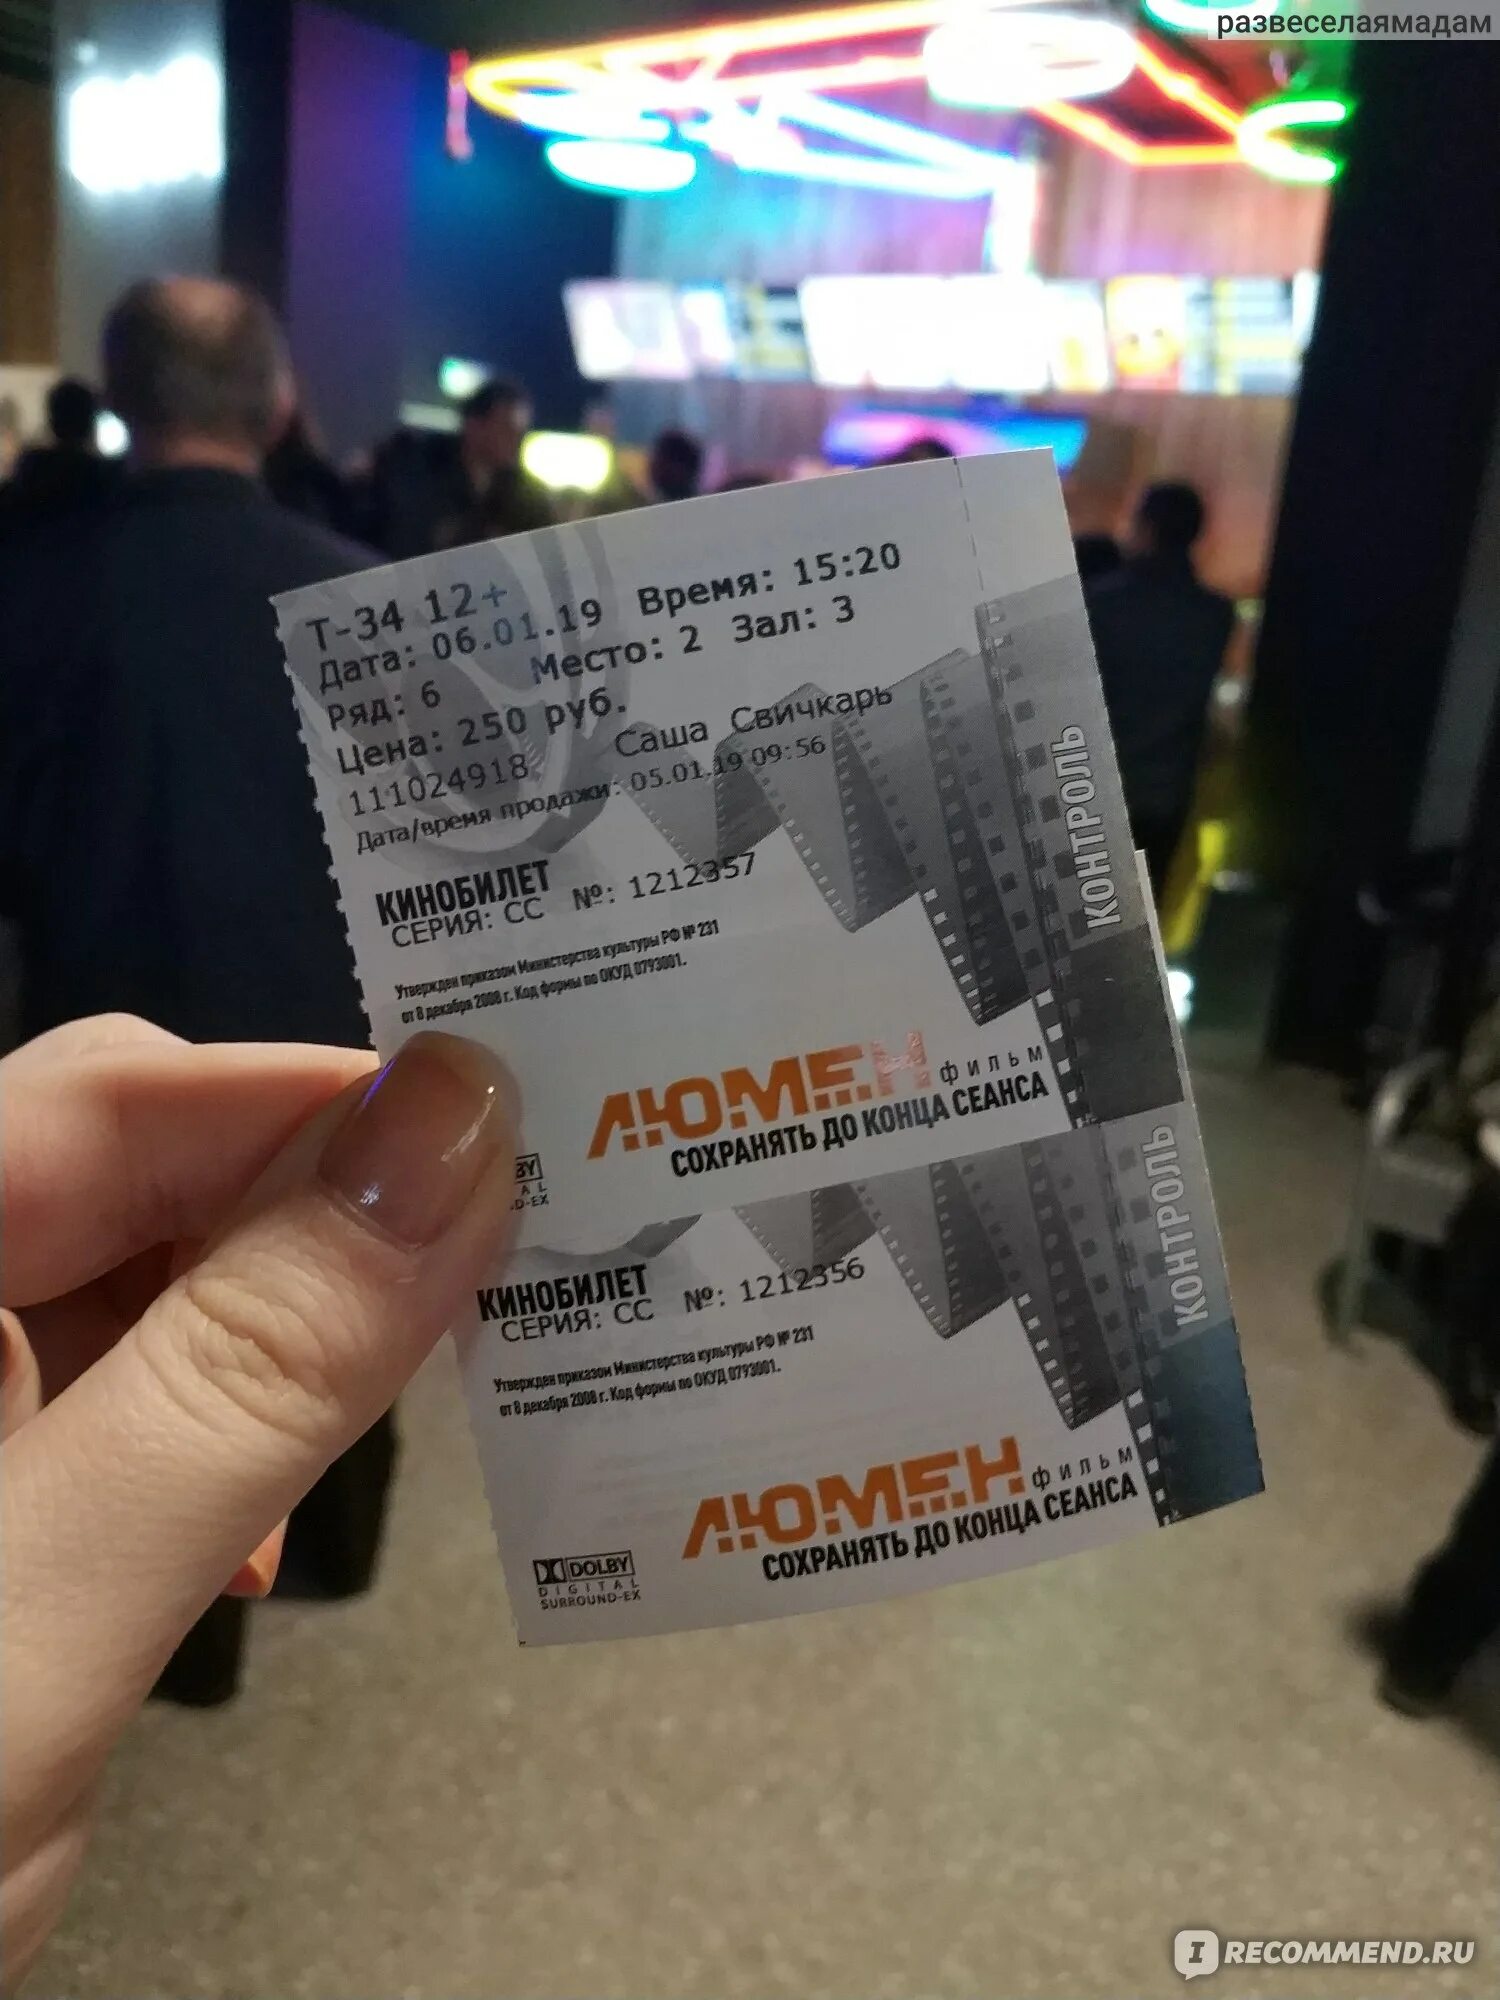 развеселаямадам
Т-34 12+
Дата: 06.01.19 Время: 15:20
Ряд: 6 Место: 2 Зал: 3
Цена: 250 руб.
111024918 Саша Свичкарь
Дата/время продажи: 05.01.19 09:56
КИНОБИЛЕТ
СЕРИЯ: СС №: 1212357
Утвержден приказом Министерства культуры РФ № 231
от 8 декабря 2008 г. Код формы по ОКУД 0793001.
ЛЮМЕН фильм
СОХРАНЯТЬ ДО КОНЦА СЕАНСА
КОНТРОЛЬ
BY
AL
D-EX
КИНОБИЛЕТ
СЕРИЯ: СС №: 1212356
Утвержден приказом Министерства культуры РФ № 231
от 8 декабря 2008 г. Код формы по ОКУД 0793001.
ЛЮМЕН фильм
СОХРАНЯТЬ ДО КОНЦА СЕАНСА
КОНТРОЛЬ
DOLBY
DIGITAL
SURROUND-EX
IRECOMMEND.RU